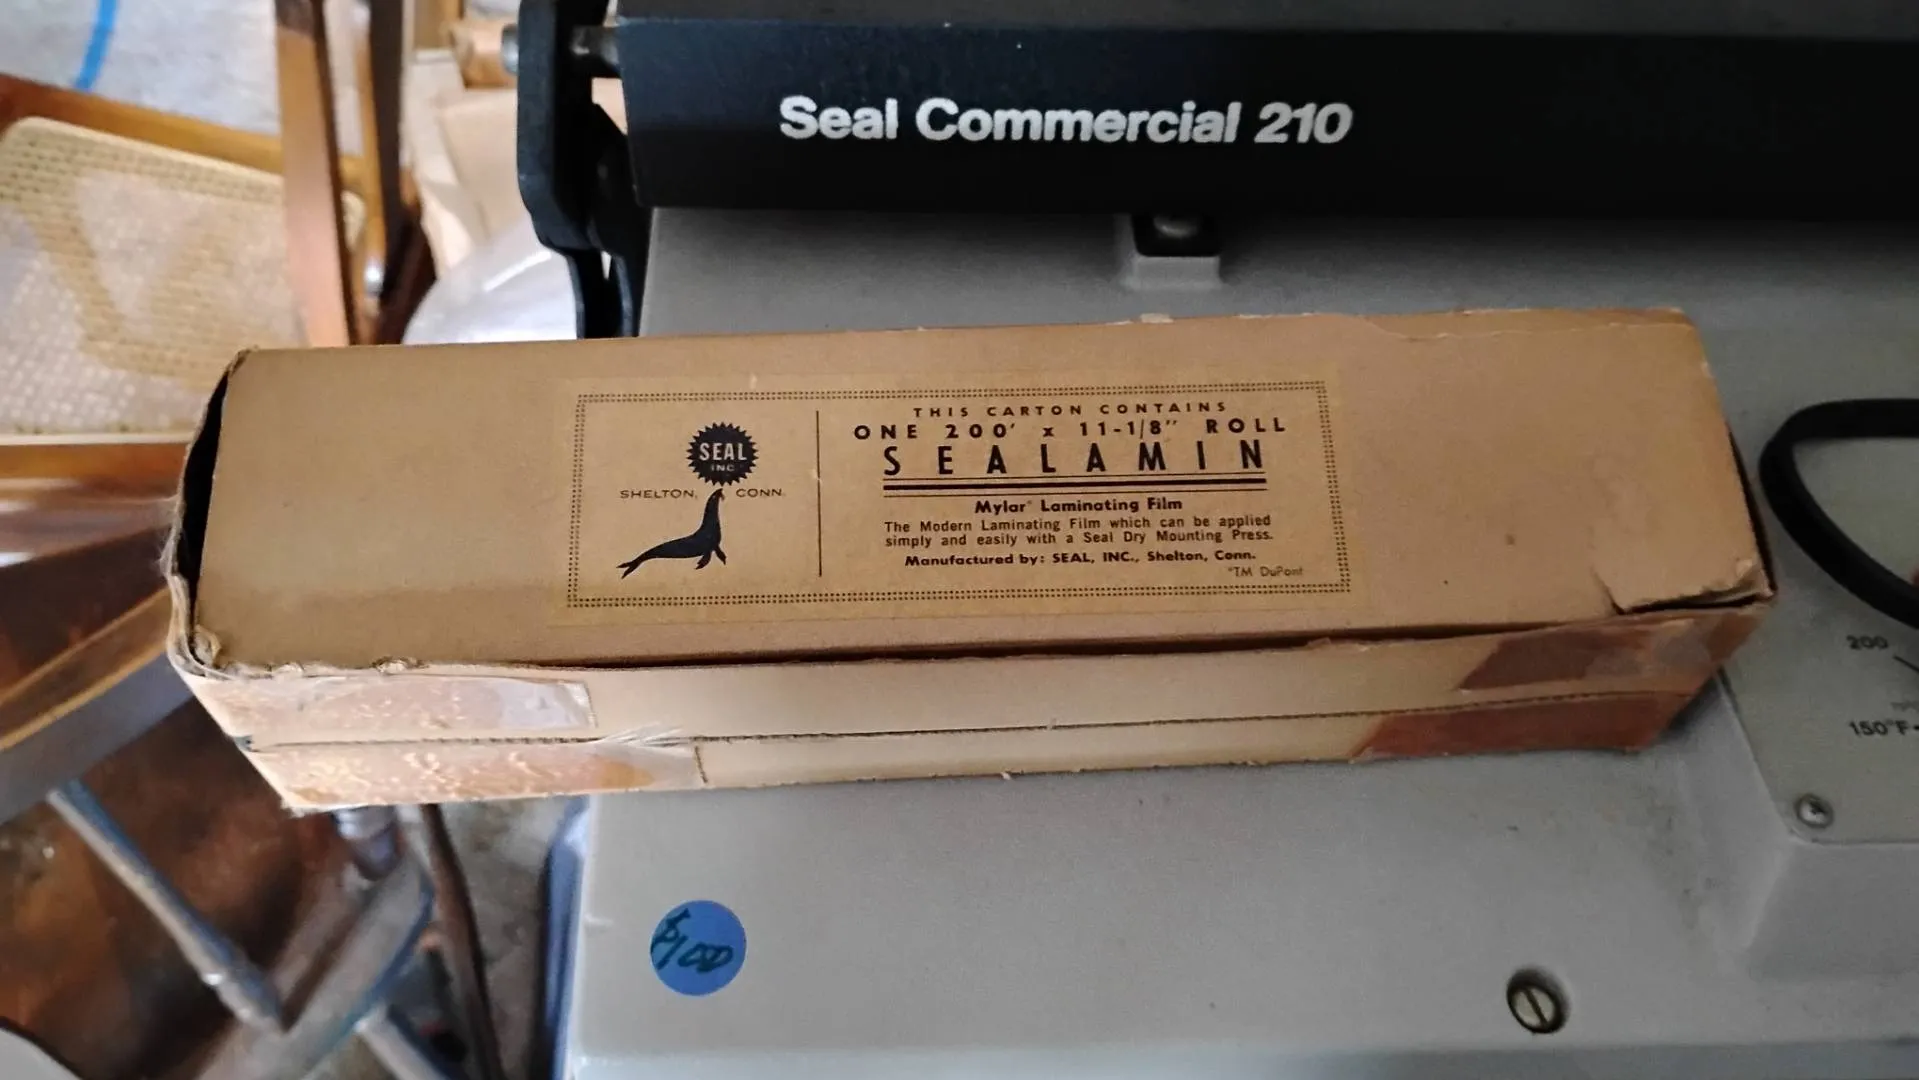 Seal Commercial 210
SEAL
INC
SHELTON, CONN.
THIS CARTON CONTAINS
ONE 200' x 11-1/8" ROLL
SEALAMIN
Mylar* Laminating Film
The Modern Laminating Film which can be applied
simply and easily with a Seal Dry Mounting Press.
Manufactured by: SEAL, INC., Shelton, Conn.
*TM DuPont
200
150°F
$100